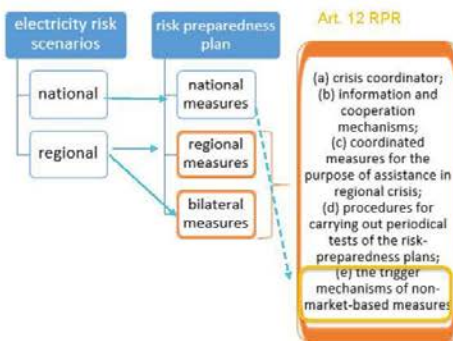 electricity risk
scenarios
national
regional
risk preparedness
plan
national
measures
regional
measures
bilateral
measures
Art. 12 RPR
(a) crisis coordinator;
(b) information and
cooperation
mechanisms;
(c) coordinated
measures for the
purpose of assistance in
regional crisis;
(d) procedures for
carrying out periodical
tests of the risk-
preparedness plans;
(e) the trigger
mechanisms of non-
market-based measures